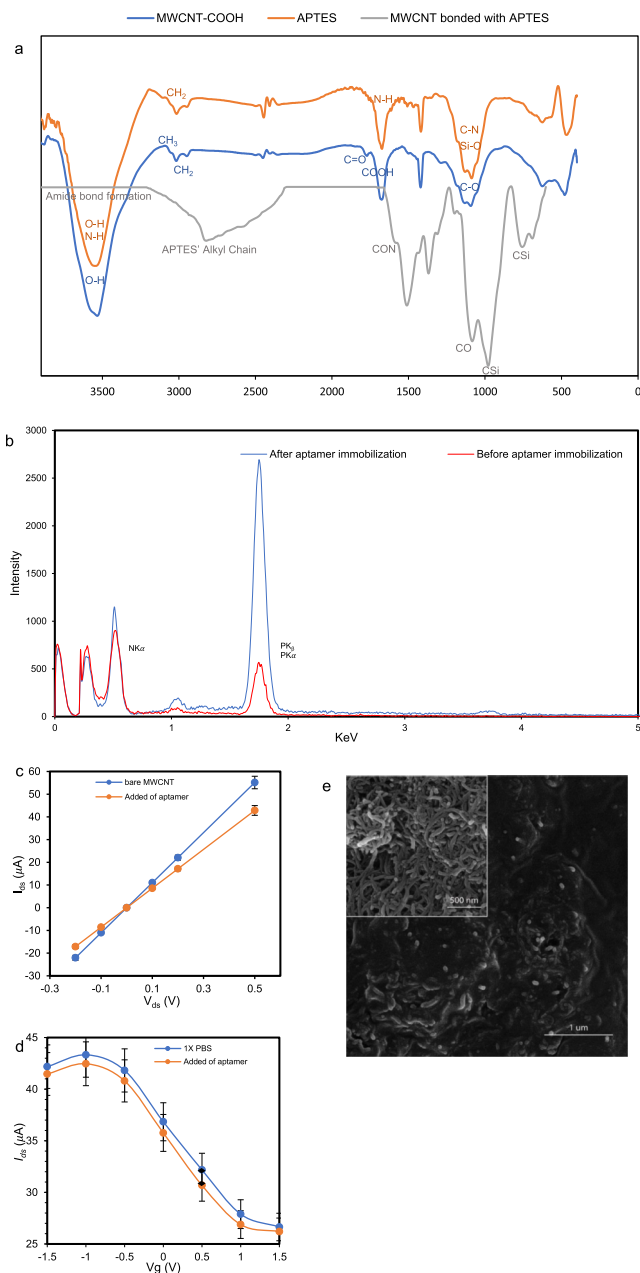 MWCNT-COOH APTES MWCNT bonded with APTES
a
CH2
N-H
C-N
Si-O
CH3
CH2
C=O
COOH
C-O
Amide bond formation
O-H
N-H
APTES' Alkyl Chain
CON
CSi
O-H
CO
CSi
3500 3000 2500 2000 1500 1000 500 0
b
After aptamer immobilization Before aptamer immobilization
3000
2500
2000
1500
1000
500
0
Intensity
NKα
PKβ
PKα
0 1 2 3 4 5
KeV
c
bare MWCNT
Added of aptamer
60
50
40
30
20
10
0
-10
-20
-30
Ids (μA)
-0.3 -0.1 0.1 0.3 0.5
Vds (V)
e
500 nm
1 um
d
1X PBS
Added of aptamer
45
40
35
30
25
Ids (μA)
-1.5 -1 -0.5 0 0.5 1 1.5
Vg (V)